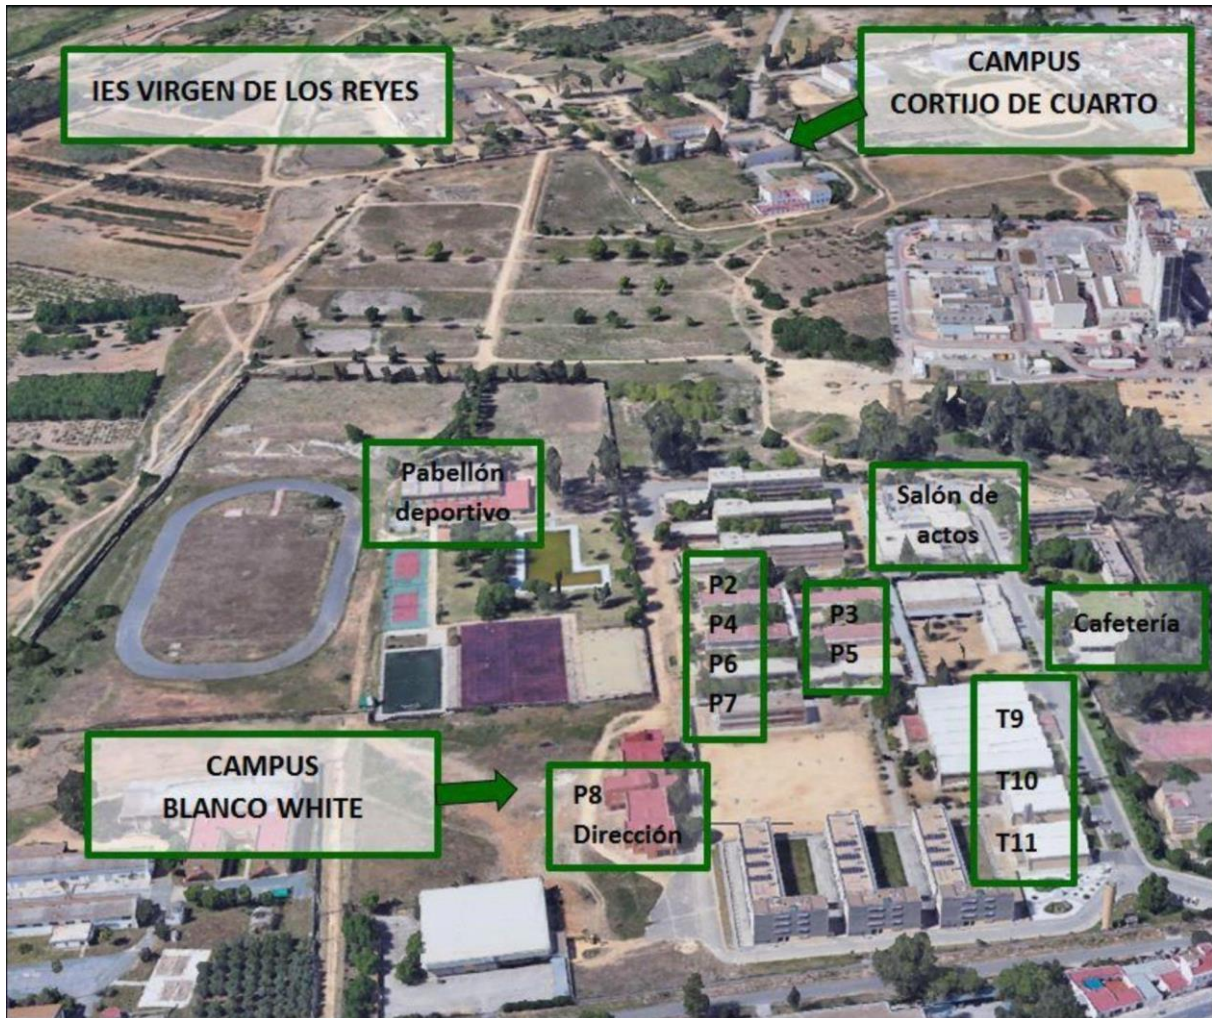 IES VIRGEN DE LOS REYES
CAMPUS
CORTIJO DE CUARTO
Pabellón
deportivo
Salón de
actos
P2
P4
P6
P7
P3
P5
Cafetería
T9
T10
T11
CAMPUS
BLANCO WHITE
P8
Dirección